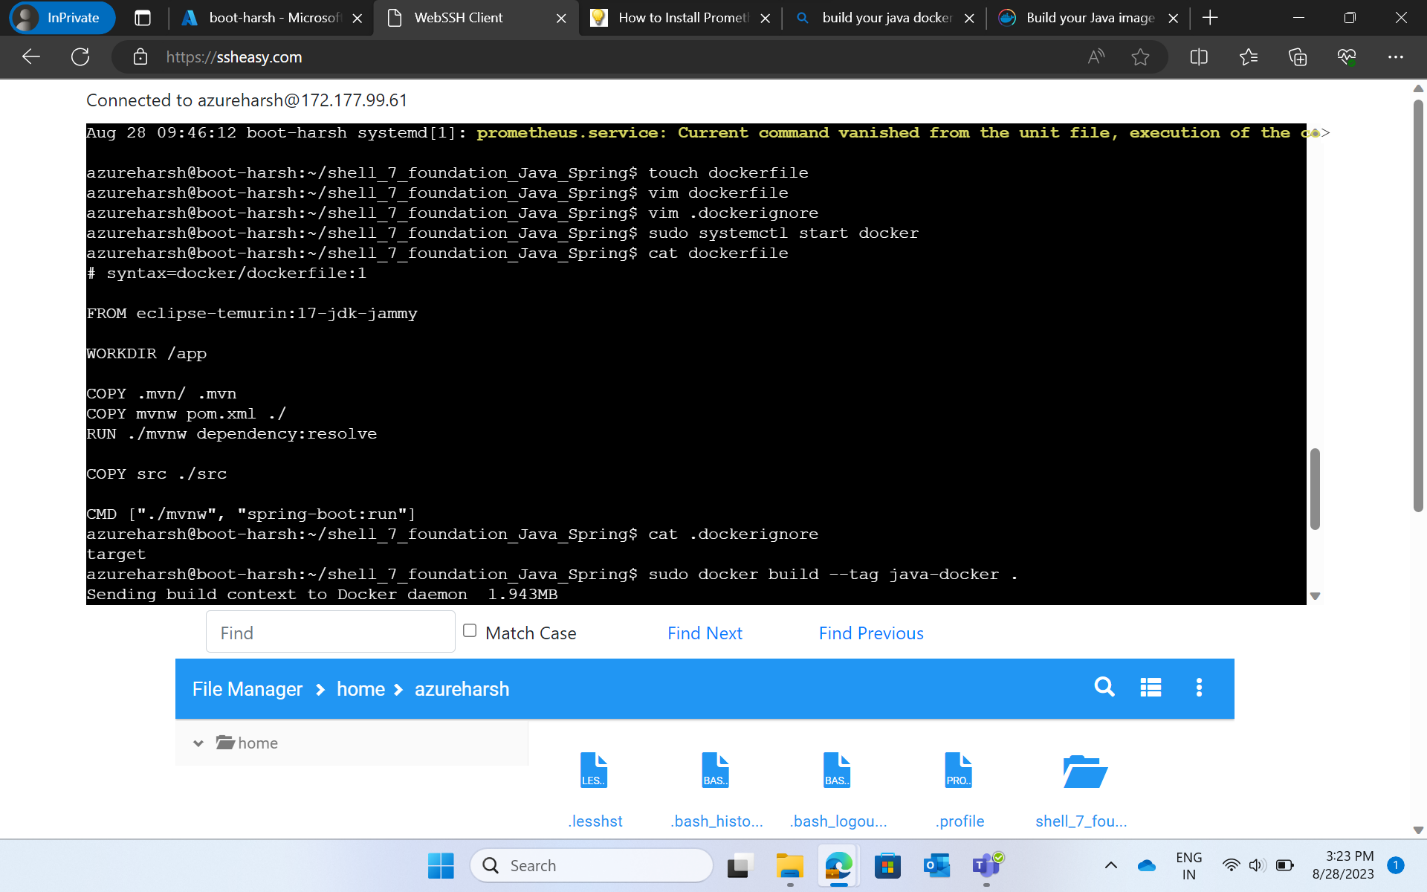 InPrivate
boot-harsh - Microsof
WebSSH Client
How to Install Promet
build your java docker
Build your Java image
https://ssheasy.com
Connected to azureharsh@172.177.99.61
Aug 28 09:46:12 boot-harsh systemd[1]: prometheus.service: Current command vanished from the unit file, execution of the c
azureharsh@boot-harsh:~/shell_7_foundation_Java_Spring$ touch dockerfile
azureharsh@boot-harsh:~/shell_7_foundation_Java_Spring$ vim dockerfile
azureharsh@boot-harsh:~/shell_7_foundation_Java_Spring$ vim .dockerignore
azureharsh@boot-harsh:~/shell_7_foundation_Java_Spring$ sudo systemctl start docker
azureharsh@boot-harsh:~/shell_7_foundation_Java_Spring$ cat dockerfile
# syntax=docker/dockerfile:1
FROM eclipse-temurin:17-jdk-jammy
WORKDIR /app
COPY .mvn/ .mvn
COPY mvnw pom.xml ./
RUN ./mvnw dependency:resolve
COPY src ./src
CMD ["./mvnw", "spring-boot:run"]
azureharsh@boot-harsh:~/shell_7_foundation_Java_Spring$ cat .dockerignore
target
azureharsh@boot-harsh:~/shell_7_foundation_Java_Spring$ sudo docker build --tag java-docker .
Sending build context to Docker daemon  1.943MB
Find
Match Case
Find Next
Find Previous
File Manager > home > azureharsh
home
LES..
BAS..
BAS..
PRO..
.lesshst
.bash_histo...
.bash_logou...
.profile
shell_7_fou...
Search
ENG
IN
3:23 PM
8/28/2023
1